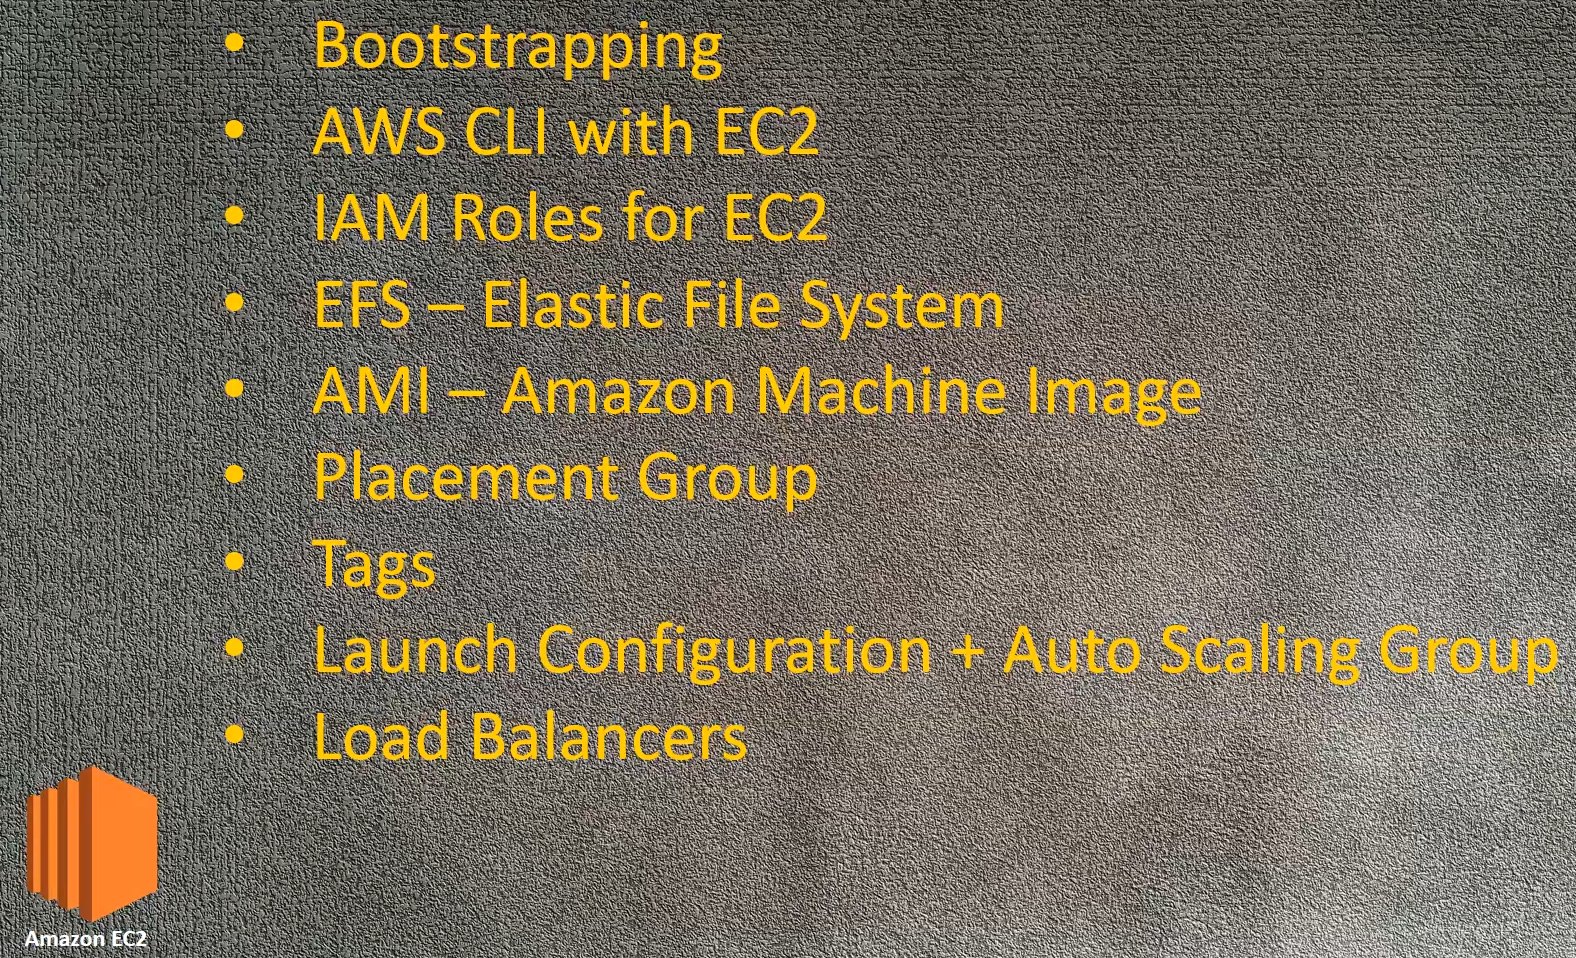 • Bootstrapping
• AWS CLI with EC2
• IAM Roles for EC2
• EFS – Elastic File System
• AMI – Amazon Machine Image
• Placement Group
• Tags
• Launch Configuration + Auto Scaling Group
• Load Balancers
Amazon EC2